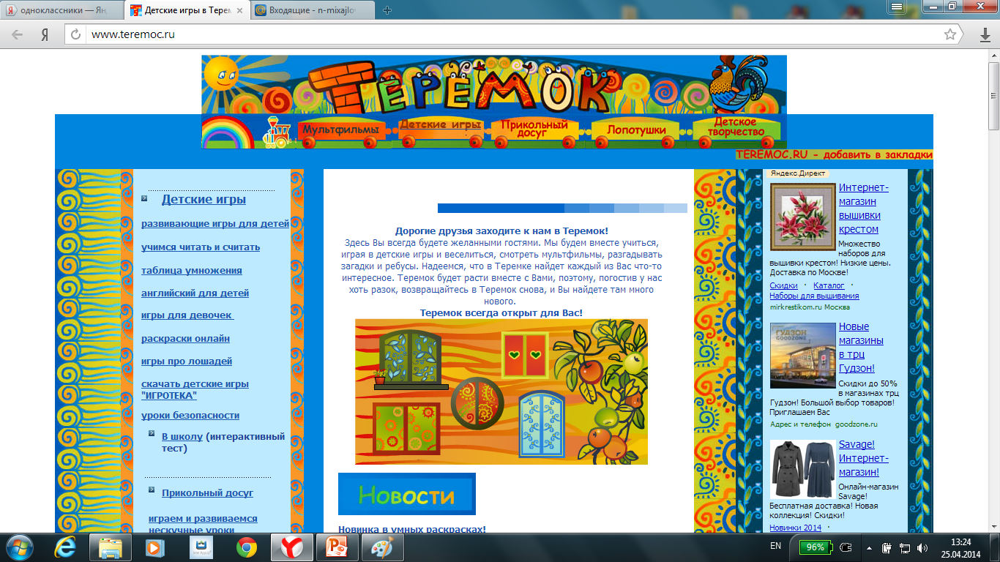 одноклассники — Ян
Детские игры в Терем
Входящие - n-mixajlo
www.teremoc.ru
ТЕРЕМОК
Мультфильмы
Детские игры
Прикольный
досуг
Лопотушки
Детское
творчество
TEREMOC.RU - добавить в закладки
Детские игры
развивающие игры для детей
учимся читать и считать
таблица умножения
английский для детей
игры для девочек
раскраски онлайн
игры про лошадей
скачать детские игры
"ИГРОТЕКА"
уроки безопасности
В школу (интерактивный
тест)
Прикольный досуг
играем и развиваемся
нескучные уроки
Дорогие друзья заходите к нам в Теремок!
Здесь Вы всегда будете желанными гостями. Мы будем вместе учиться,
играя в детские игры и веселиться, смотреть мультфильмы, разгадывать
загадки и ребусы. Надеемся, что в Теремке найдет каждый из Вас что-то
интересное. Теремок будет расти вместе с Вами, поэтому, погостив у нас
хоть разок, возвращайтесь в Теремок снова, и Вы найдете там много
нового.
Теремок всегда открыт для Вас!
Новости
Новинка в умных раскрасках!
Яндекс.Директ
Интернет-
магазин
вышивки
крестом
Множество
наборов для
вышивки крестом! Низкие цены.
Доставка по Москве!
Скидки · Каталог ·
Наборы для вышивания
mirkrestikom.ru Москва
ГУДЗОН
GOODZONE
Новые
магазины
в трц
Гудзон!
Скидки до 50%
в магазинах трц
Гудзон! Большой выбор товаров!
Приглашаем Вас
Адрес и телефон goodzone.ru
Savage!
Интернет-
магазин!
Онлайн-магазин
Savage!
Бесплатная доставка! Новая
коллекция! Скидки!
Новинки 2014 ·
EN
96%
13:24
25.04.2014